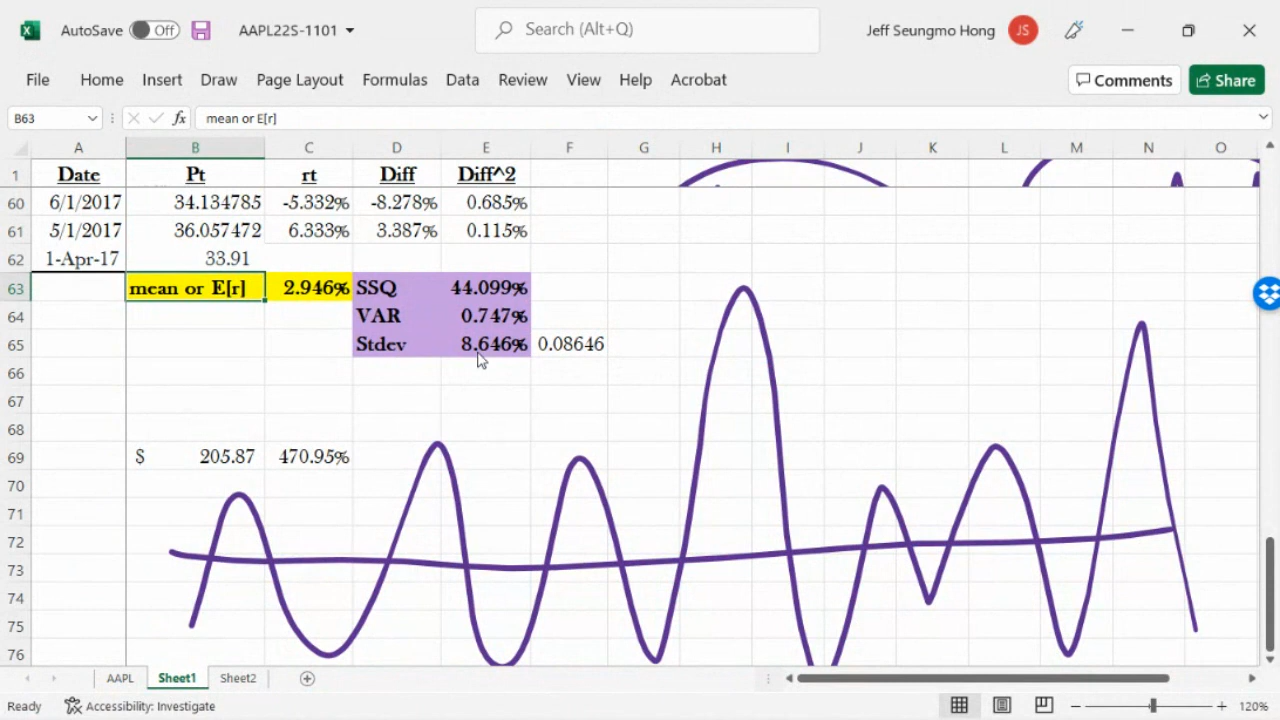 AutoSave Off AAPL22S-1101 Search (Alt+Q) Jeff Seungmo Hong JS
File Home Insert Draw Page Layout Formulas Data Review View Help Acrobat Comments Share
B63 fx mean or E[r]
A B C D E F G H I J K L M N O
1 Date Pt rt Diff Diff^2
60 6/1/2017 34.134785 -5.332% -8.278% 0.685%
61 5/1/2017 36.057472 6.333% 3.387% 0.115%
62 1-Apr-17 33.91
63 mean or E[r] 2.946% SSQ 44.099%
64 VAR 0.747%
65 Stdev 8.646% 0.08646
66
67
68
69 $ 205.87 470.95%
70
71
72
73
74
75
76
AAPL Sheet1 Sheet2
Ready Accessibility: Investigate 120%